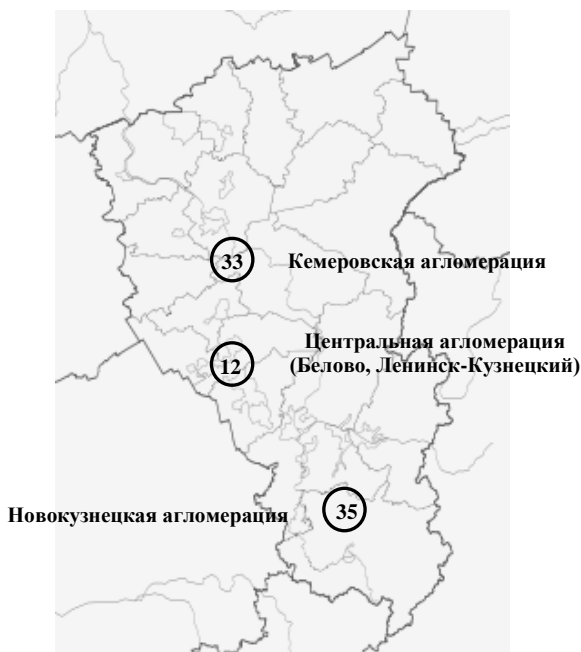 33 Кемеровская агломерация
Центральная агломерация
12 (Белово, Ленинск-Кузнецкий)
Новокузнецкая агломерация 35